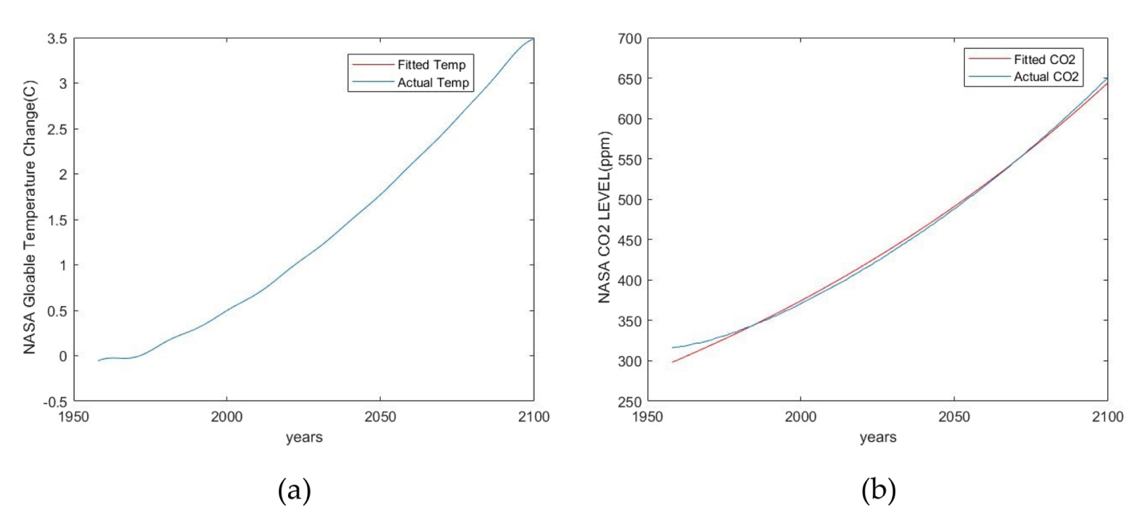 3.5
3
2.5
2
1.5
1
0.5
0
-0.5
NASA Gloable Temperature Change(C)
Fitted Temp
Actual Temp
1950 2000 2050 2100
years
(a)
700
650
600
550
500
450
400
350
300
250
NASA CO2 LEVEL(ppm)
Fitted CO2
Actual CO2
1950 2000 2050 2100
years
(b)